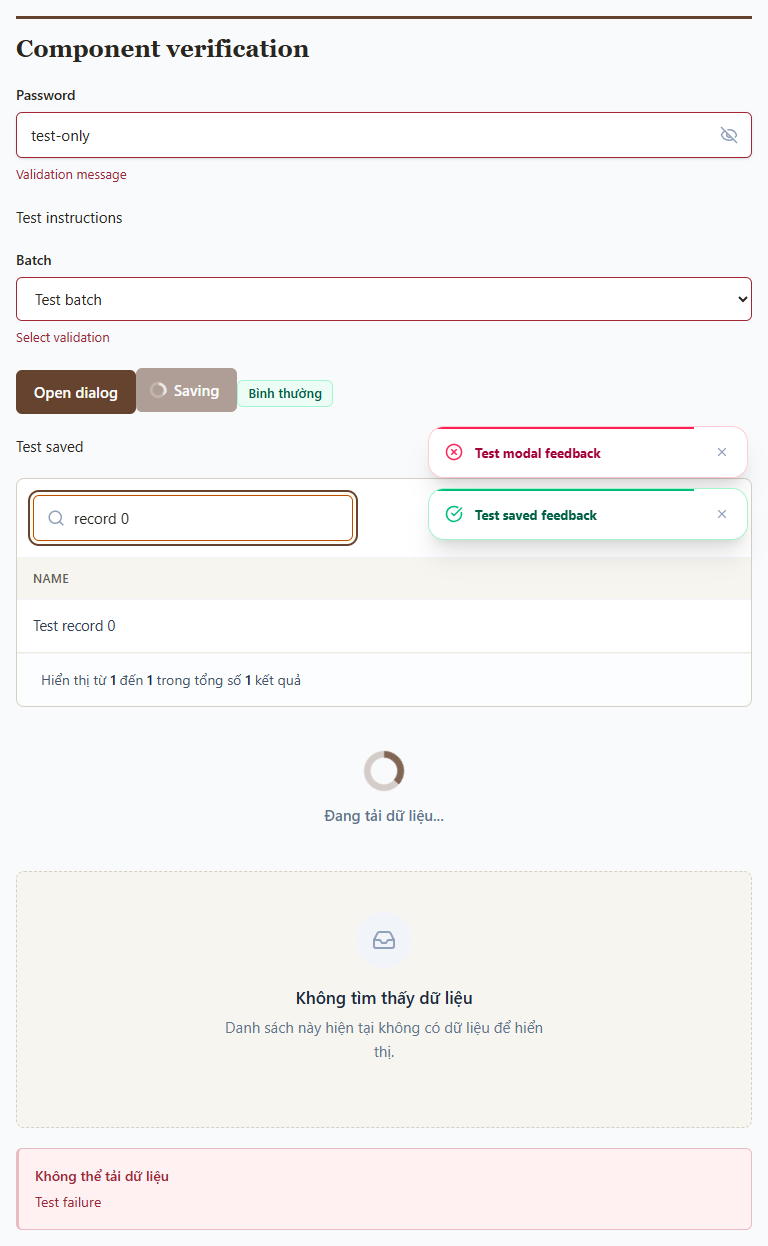 Component verification
Password
test-only
Validation message
Test instructions
Batch
Test batch
Select validation
Open dialog
Saving
Bình thường
Test saved
Test modal feedback
Test saved feedback
record 0
NAME
Test record 0
Hiển thị từ 1 đến 1 trong tổng số 1 kết quả
Đang tải dữ liệu...
Không tìm thấy dữ liệu
Danh sách này hiện tại không có dữ liệu để hiển
thị.
Không thể tải dữ liệu
Test failure